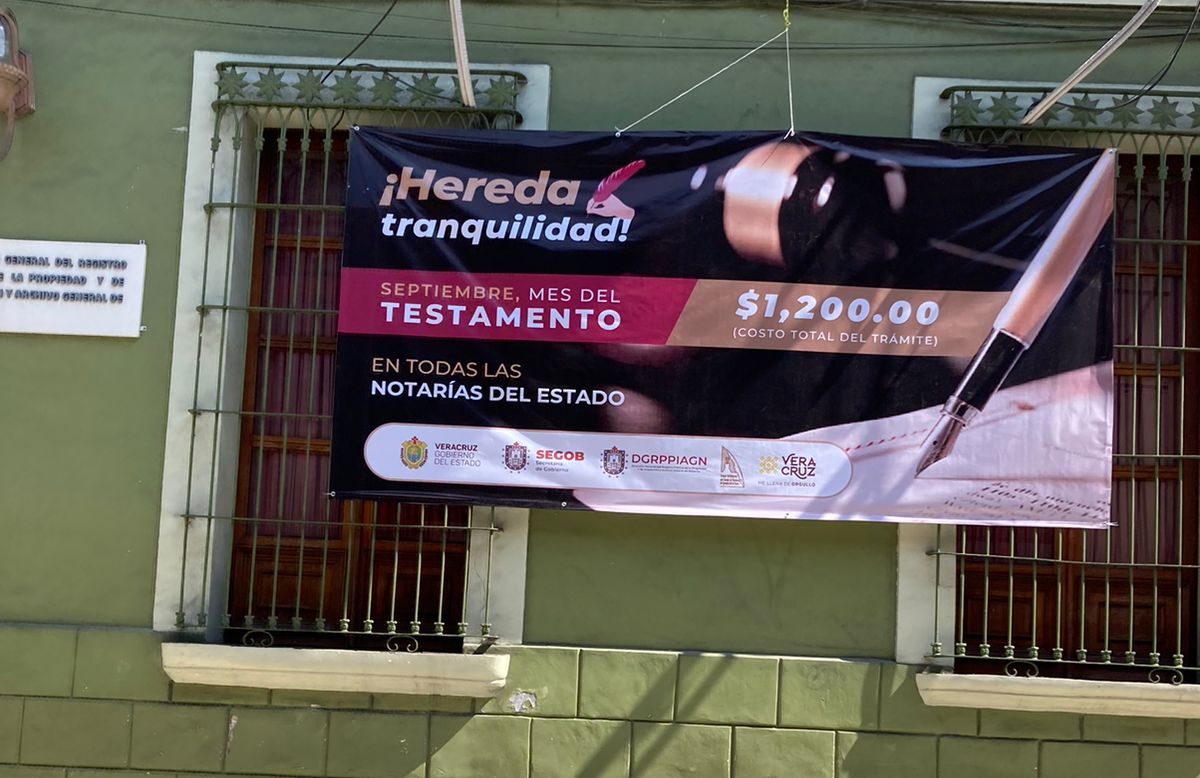 GENERAL DEL REGISTRO
LA PROPIEDAD Y DE
Y ARCHIVO GENERAL DE
¡Hereda
tranquilidad!
SEPTIEMBRE, MES DEL
TESTAMENTO
$1,200.00
(COSTO TOTAL DEL TRÁMITE)
EN TODAS LAS
NOTARÍAS DEL ESTADO
VERACRUZ
GOBIERNO
DEL ESTADO
SEGOB
Secretaría
de Gobierno
DGRPPIAGN
VERA
CRUZ
ME LLENA DE ORGULLO